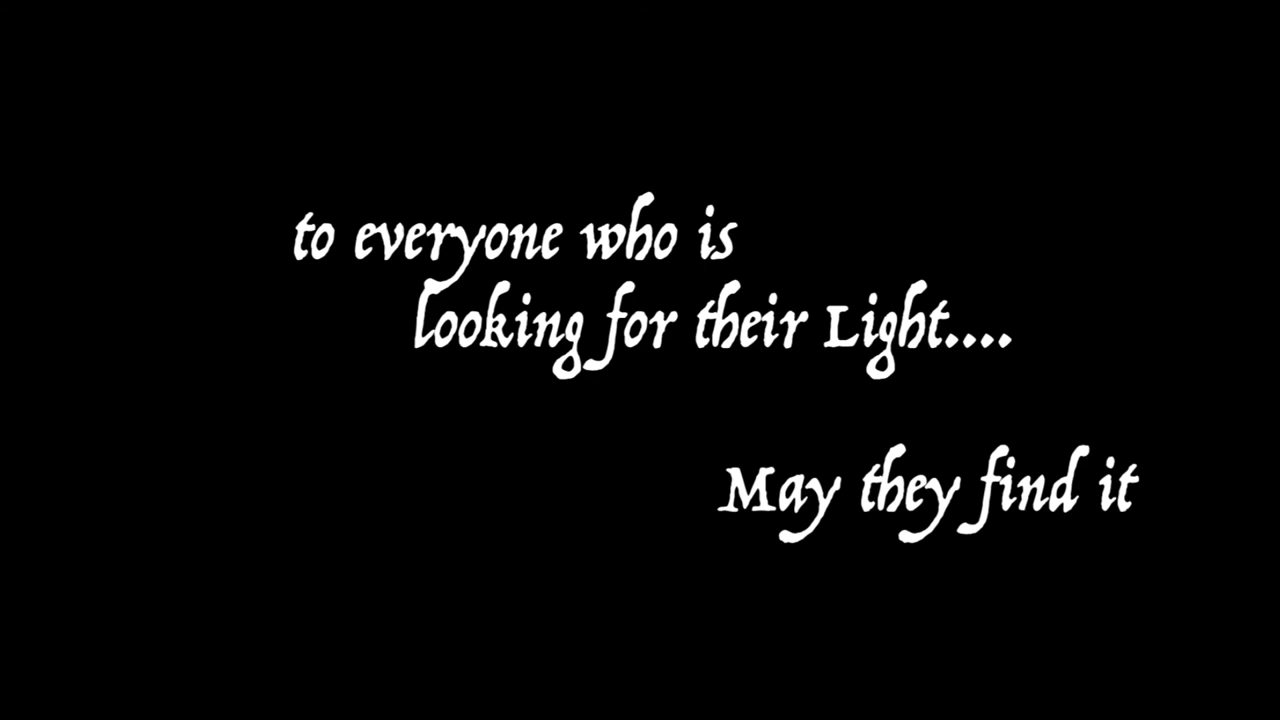 to everyone who is
looking for their Light....
May they find it